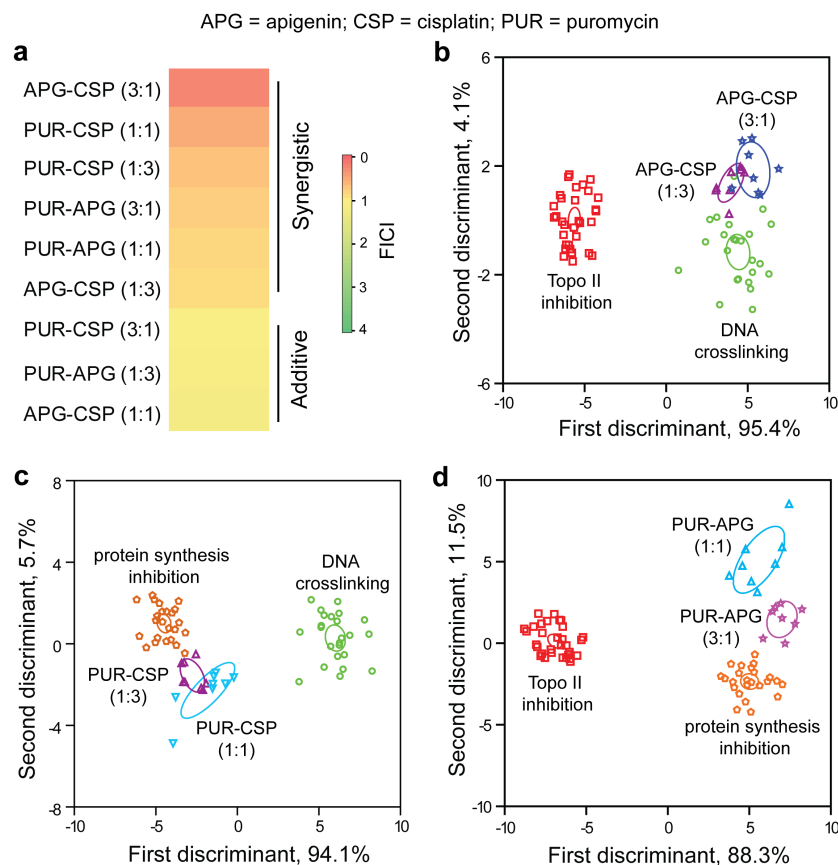 APG = apigenin; CSP = cisplatin; PUR = puromycin
a
APG-CSP (3:1)
PUR-CSP (1:1)
PUR-CSP (1:3)
PUR-APG (3:1)
PUR-APG (1:1)
APG-CSP (1:3)
PUR-CSP (3:1)
PUR-APG (1:3)
APG-CSP (1:1)
Synergistic
Additive
0
1
2
3
4
FICI
b
6
2
-2
-6
Second discriminant, 4.1%
APG-CSP
(3:1)
APG-CSP
(1:3)
Topo II
inhibition
DNA
crosslinking
-10
-5
0
5
10
First discriminant, 95.4%
c
8
4
0
-4
-8
Second discriminant, 5.7%
protein synthesis
inhibition
DNA
crosslinking
PUR-CSP
(1:3)
PUR-CSP
(1:1)
-10
-5
0
5
10
First discriminant, 94.1%
d
10
5
0
-5
-10
Second discriminant, 11.5%
PUR-APG
(1:1)
PUR-APG
(3:1)
Topo II
inhibition
protein synthesis
inhibition
-10
-5
0
5
10
First discriminant, 88.3%